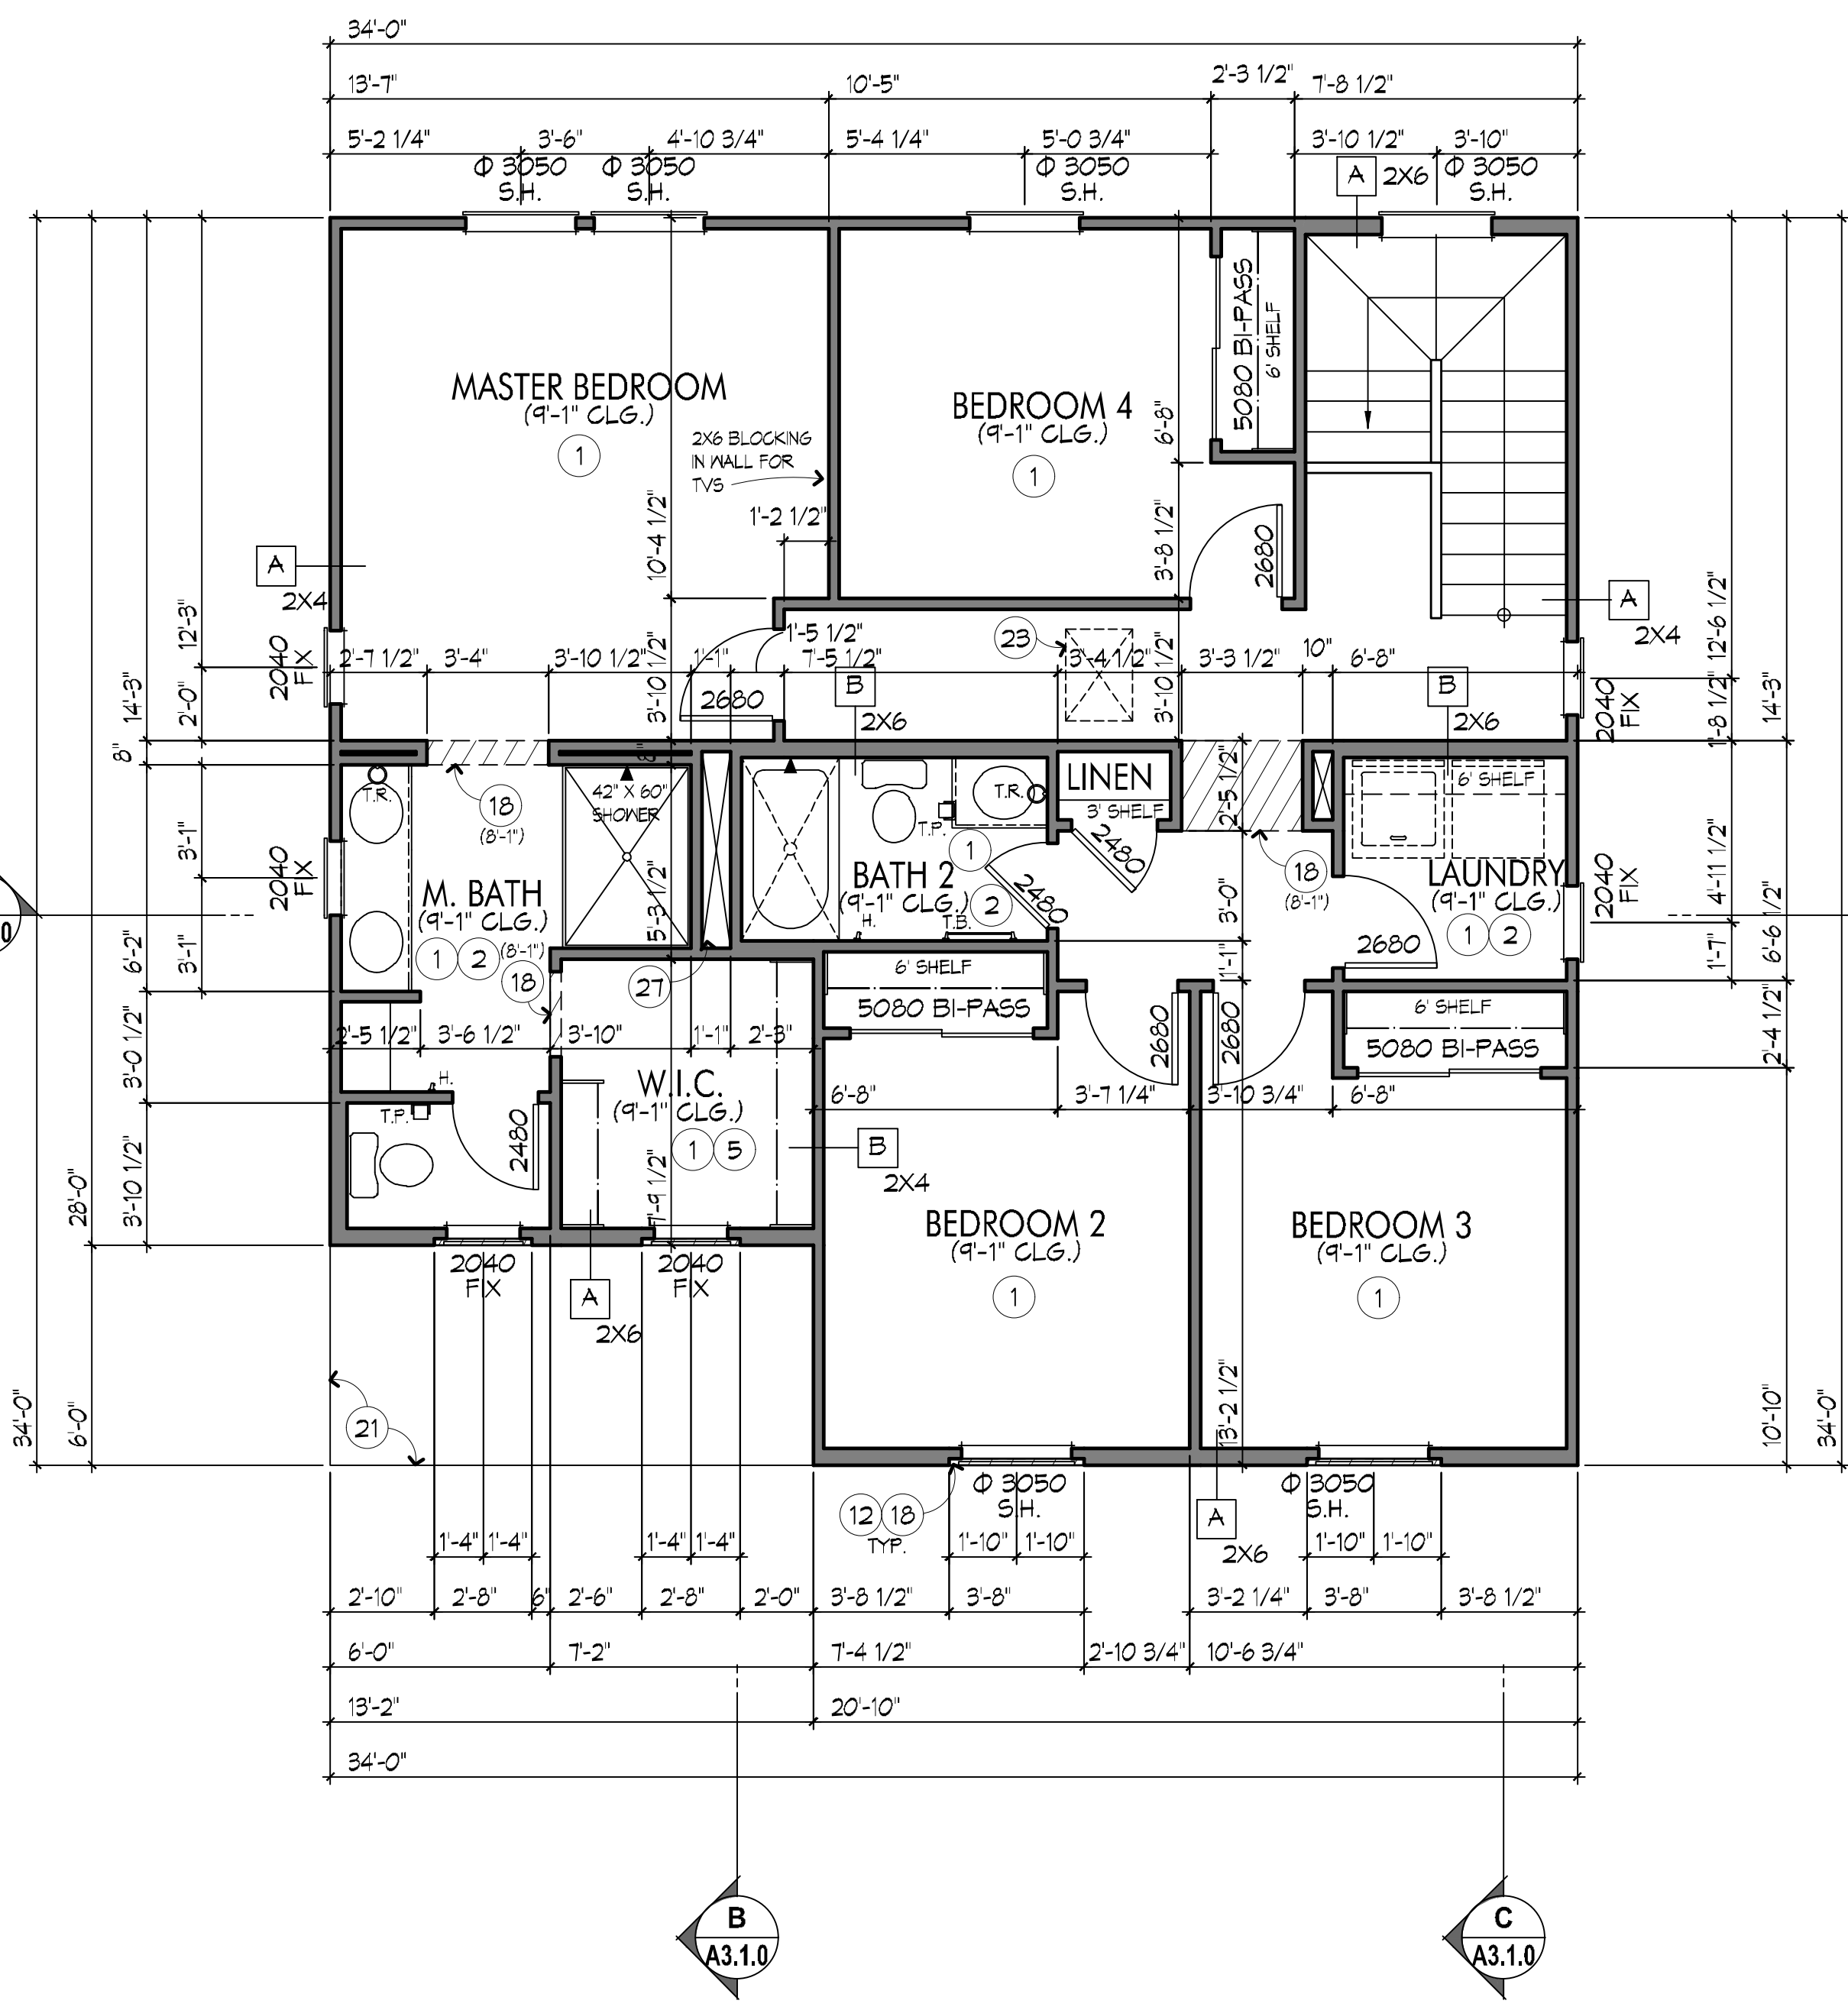 34'-0"
13'-7" 10'-5" 2'-3 1/2" 7'-8 1/2"
5'-2 1/4" 3'-6" 4'-10 3/4" 5'-4 1/4" 5'-0 3/4" 3'-10 1/2" 3'-10"
Φ 3050 Φ 3050 Φ 3050 A 2X6 Φ 3050
S.H. S.H. S.H. S.H.
5080 BI-PASS
6' SHELF
MASTER BEDROOM
(9'-1" CLG.)
1
BEDROOM 4
(9'-1" CLG.)
1
2X6 BLOCKING
IN WALL FOR
TVS
6'-8"
1'-2 1/2"
10'-4 1/2"
3'-8 1/2"
2680
A
2X4
A
2X4
12'-3"
12'-6 1/2"
2040
FIX
1'-5 1/2"
23
2'-7 1/2" 3'-4" 3'-10 1/2" 1'-1" 7'-5 1/2" 3'-4 1/2" 3'-3 1/2" 10" 6'-8"
3'-10 1/2"
3'-10 1/2"
2680
B
2X6
B
2X6
2040
FIX
14'-3"
2'-0"
1'-8 1/2"
14'-3"
8"
8"
T.R.
18
(8'-1")
42" X 60"
SHOWER
T.R.
T.P.
LINEN
3' SHELF
2'-5 1/2"
6' SHELF
2480
3'-1"
2040
FIX
M. BATH
(9'-1" CLG.)
1 2
(8'-1")
18
5'-3 1/2"
BATH 2
(9'-1" CLG.)
1
2
H.
T.B.
2480
18
(8'-1")
3'-0"
LAUNDRY
(9'-1" CLG.)
1 2
2680
2040
FIX
4'-11 1/2"
6'-2"
3'-1"
27
6' SHELF
5080 BI-PASS
1'-1"
1'-7"
6'-6 1/2"
6' SHELF
5080 BI-PASS
2680
2680
2'-4 1/2"
2'-5 1/2" 3'-6 1/2" 3'-10" 1'-1" 2'-3"
3'-0 1/2"
H.
T.P.
2480
W.I.C.
(9'-1" CLG.)
1 5
6'-8" 3'-7 1/4" 3'-10 3/4" 6'-8"
B
2X4
3'-10 1/2"
28'-0"
7'-9 1/2"
BEDROOM 2
(9'-1" CLG.)
1
BEDROOM 3
(9'-1" CLG.)
1
2040
FIX
2040
FIX
A
2X6
34'-0"
6'-0"
21
13'-2 1/2"
10'-10"
34'-0"
Φ 3050
S.H.
Φ 3050
S.H.
12 18
TYP.
A
2X6
1'-4" 1'-4" 1'-4" 1'-4" 1'-10" 1'-10" 1'-10" 1'-10"
2'-10" 2'-8" 6" 2'-6" 2'-8" 2'-0" 3'-8 1/2" 3'-8" 3'-2 1/4" 3'-8" 3'-8 1/2"
6'-0" 7'-2" 7'-4 1/2" 2'-10 3/4" 10'-6 3/4"
13'-2" 20'-10"
34'-0"
B
A3.1.0
C
A3.1.0